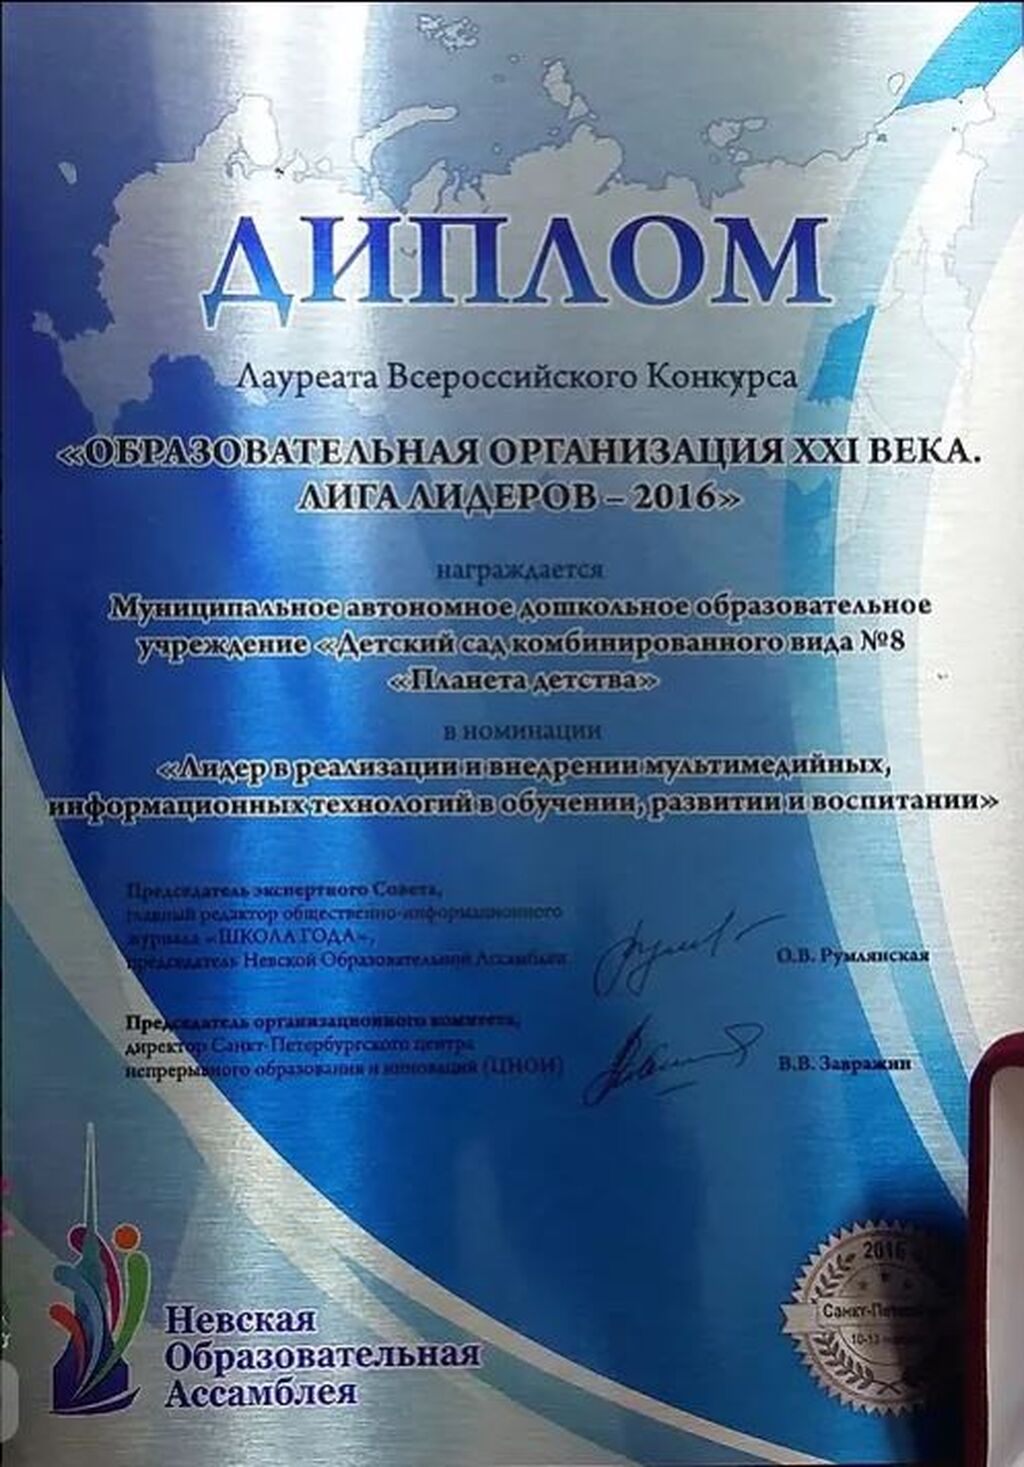 ДИПЛОМ
Лауреата Всероссийского Конкурса
«ОБРАЗОВАТЕЛЬНАЯ ОРГАНИЗАЦИЯ XXI ВЕКА.
ЛИГА ЛИДЕРОВ – 2016»
награждается
Муниципальное автономное дошкольное образовательное
учреждение «Детский сад комбинированного вида №8
«Планета детства»
в номинации
«Лидер в реализации и внедрении мультимедийных,
информационных технологий в обучении, развитии и воспитании»
Председатель экспертного Совета,
главный редактор общественно-информационного
журнала «ШКОЛА ГОДА»,
председатель Невской Образовательной Ассамблеи
О.В. Румлянская
Председатель организационного комитета,
директор Санкт-Петербургского центра
непрерывного образования и инноваций (ЦНОИ)
В.В. Завражин
Невская
Образовательная
Ассамблея
2016
10-13